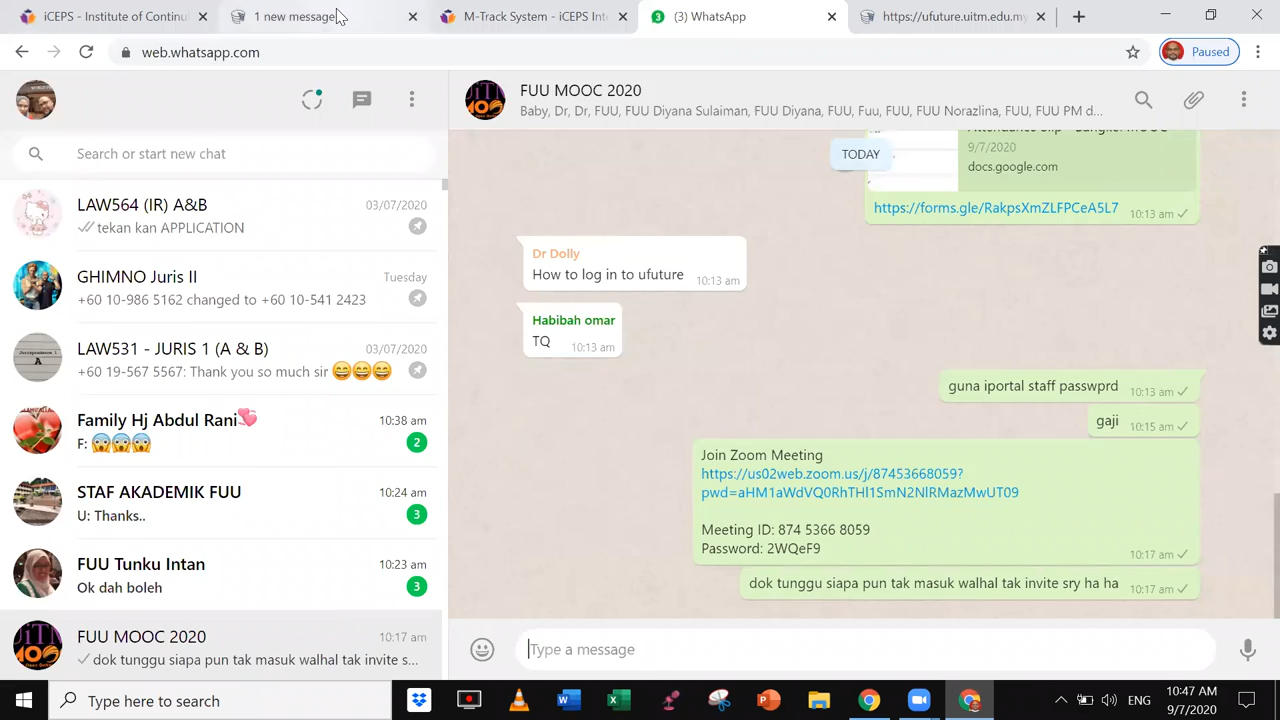 iCEPS - Institute of Continu
1 new message
M-Track System - iCEPS Int
3
(3) WhatsApp
https://ufuture.uitm.edu.my
web.whatsapp.com
Paused
FUU MOOC 2020
Baby, Dr, Dr, FUU, FUU Diyana Sulaiman, FUU Diyana, FUU, Fuu, FUU, FUU Norazlina, FUU, FUU PM d...
Search or start new chat
LAW564 (IR) A&B
03/07/2020
tekan kan APPLICATION
GHIMNO Juris II
Tuesday
+60 10-986 5162 changed to +60 10-541 2423
LAW531 - JURIS 1 (A & B)
03/07/2020
+60 19-567 5567: Thank you so much sir 😄😄😄
Family Hj Abdul Rani💕
10:38 am
F: 😱😱😱
2
STAF AKADEMIK FUU
10:24 am
U: Thanks..
3
FUU Tunku Intan
10:23 am
Ok dah boleh
3
FUU MOOC 2020
10:17 am
dok tunggu siapa pun tak masuk walhal tak invite s...
TODAY
9/7/2020
docs.google.com
https://forms.gle/RakpsXmZLFPCeA5L7
10:13 am
Dr Dolly
How to log in to ufuture
10:13 am
Habibah omar
TQ
10:13 am
guna iportal staff passwprd
10:13 am
gaji
10:15 am
Join Zoom Meeting
https://us02web.zoom.us/j/87453668059?
pwd=aHM1aWdVQ0RhTHl1SmN2NlRMazMwUT09
Meeting ID: 874 5366 8059
Password: 2WQeF9
10:17 am
dok tunggu siapa pun tak masuk walhal tak invite sry ha ha
10:17 am
Type a message
Type here to search
ENG
10:47 AM
9/7/2020